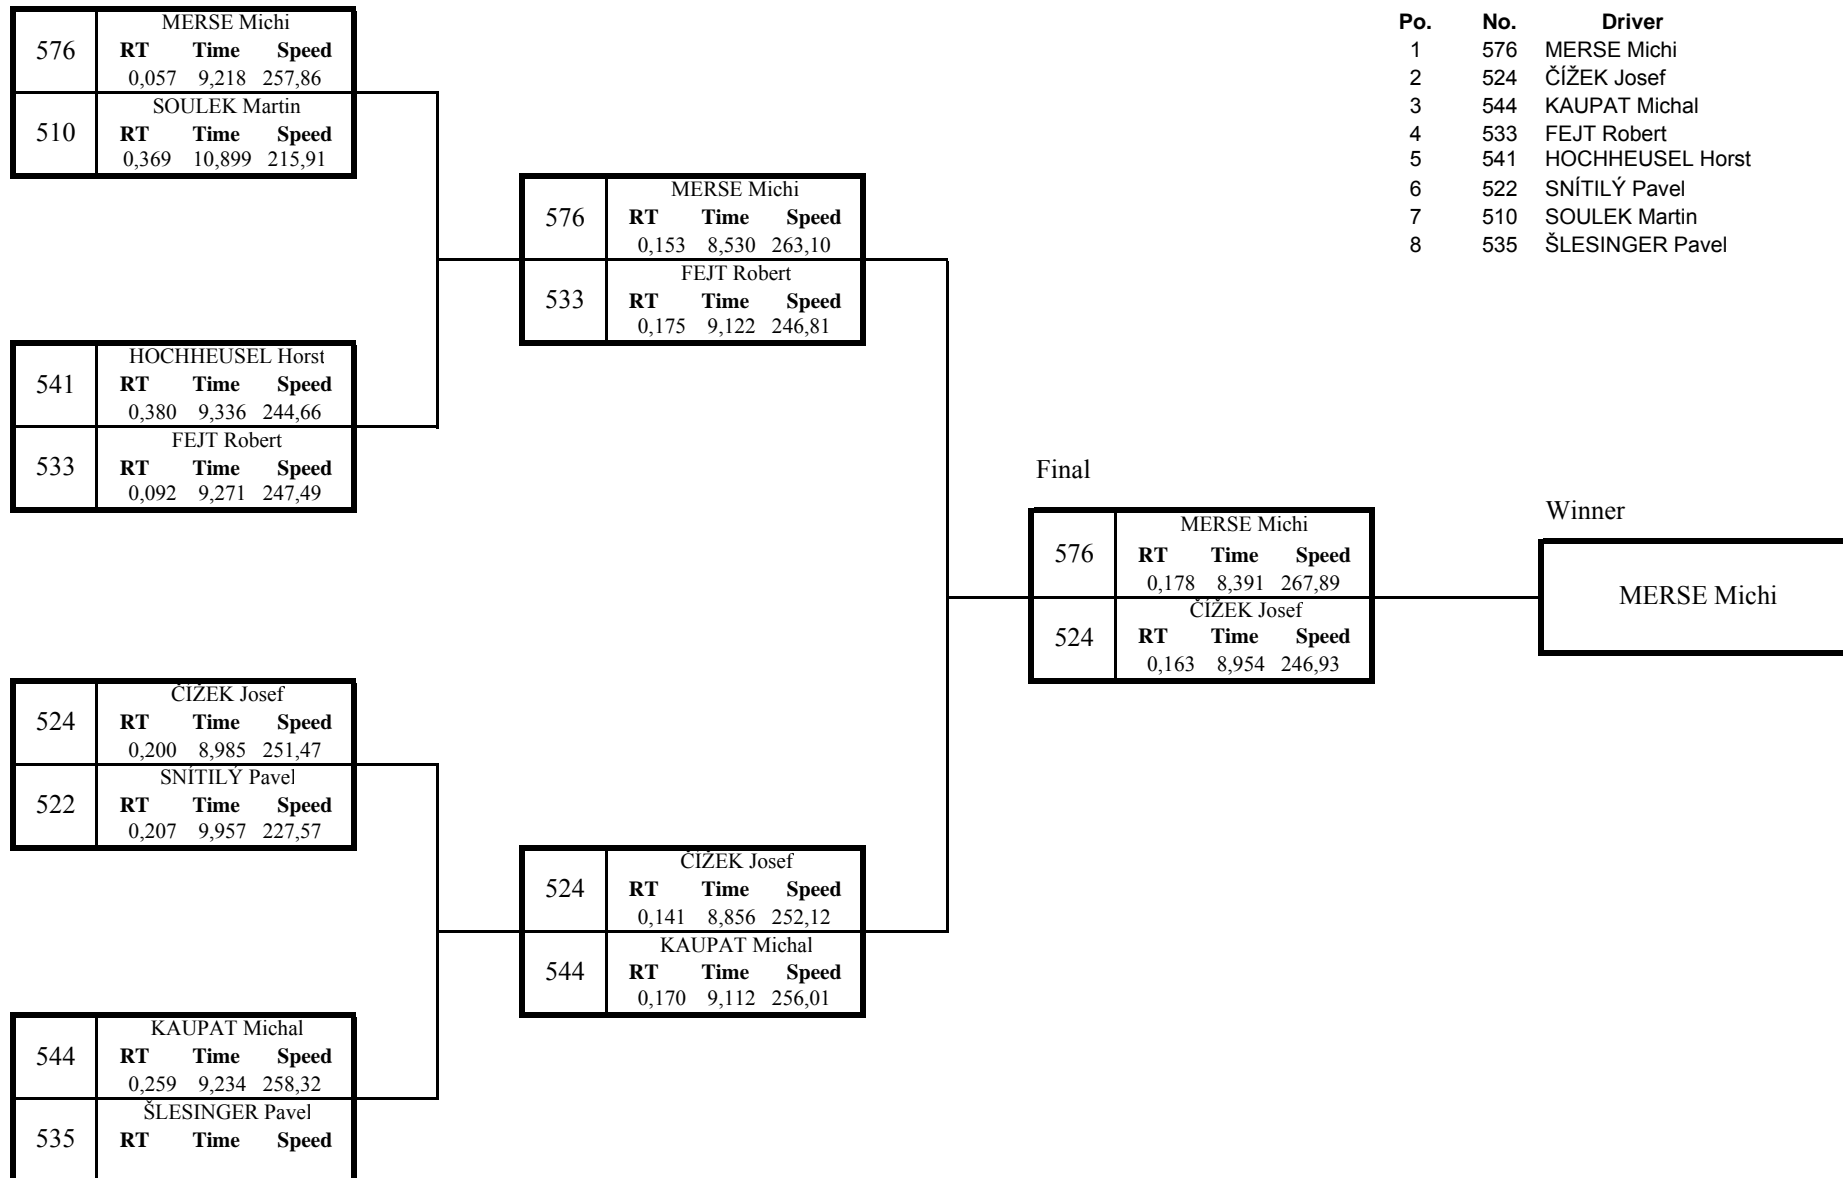 576
MERSE Michi
RT Time Speed
0,057 9,218 257,86
510
SOULEK Martin
RT Time Speed
0,369 10,899 215,91
541
HOCHHEUSEL Horst
RT Time Speed
0,380 9,336 244,66
533
FEJT Robert
RT Time Speed
0,092 9,271 247,49
524
ČÍŽEK Josef
RT Time Speed
0,200 8,985 251,47
522
SNÍTILÝ Pavel
RT Time Speed
0,207 9,957 227,57
544
KAUPAT Michal
RT Time Speed
0,259 9,234 258,32
535
ŠLESINGER Pavel
RT Time Speed
576
MERSE Michi
RT Time Speed
0,153 8,530 263,10
533
FEJT Robert
RT Time Speed
0,175 9,122 246,81
524
ČÍŽEK Josef
RT Time Speed
0,141 8,856 252,12
544
KAUPAT Michal
RT Time Speed
0,170 9,112 256,01
Final
576
MERSE Michi
RT Time Speed
0,178 8,391 267,89
524
ČÍŽEK Josef
RT Time Speed
0,163 8,954 246,93
Winner
MERSE Michi
Po. No. Driver
1 576 MERSE Michi
2 524 ČÍŽEK Josef
3 544 KAUPAT Michal
4 533 FEJT Robert
5 541 HOCHHEUSEL Horst
6 522 SNÍTILÝ Pavel
7 510 SOULEK Martin
8 535 ŠLESINGER Pavel